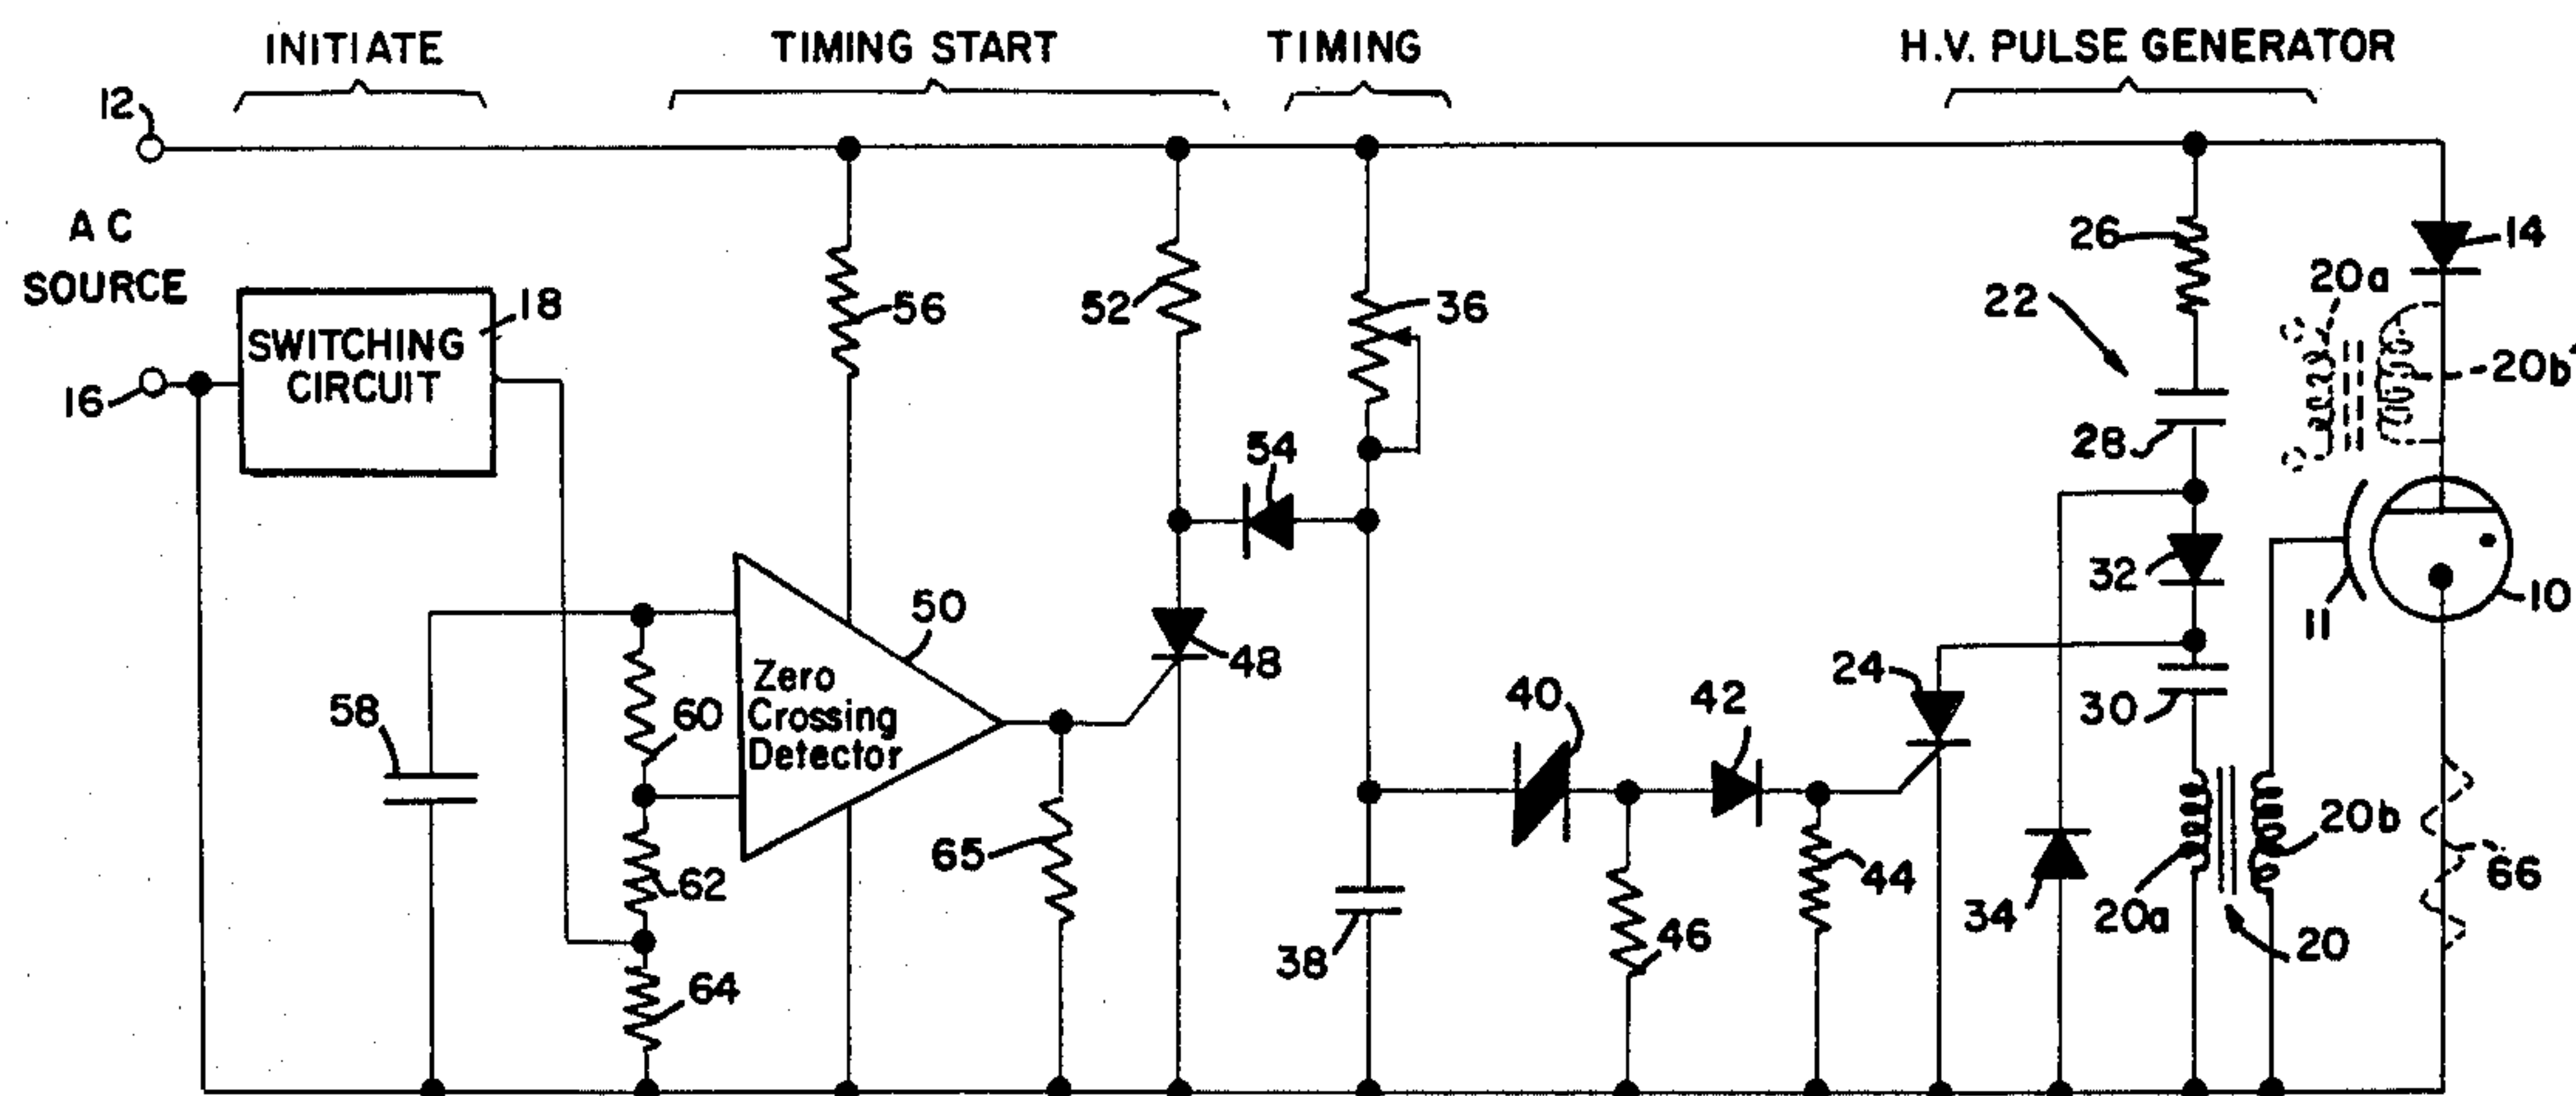 INITIATE
TIMING START
TIMING
H.V. PULSE GENERATOR
12
AC
SOURCE
16
SWITCHING
CIRCUIT
18
56
52
36
26
14
22
20a
20b'
28
54
50
32
10
11
48
24
40
42
30
58
60
Zero
Crossing
Detector
65
62
64
38
46
44
34
20a
20b
20
66